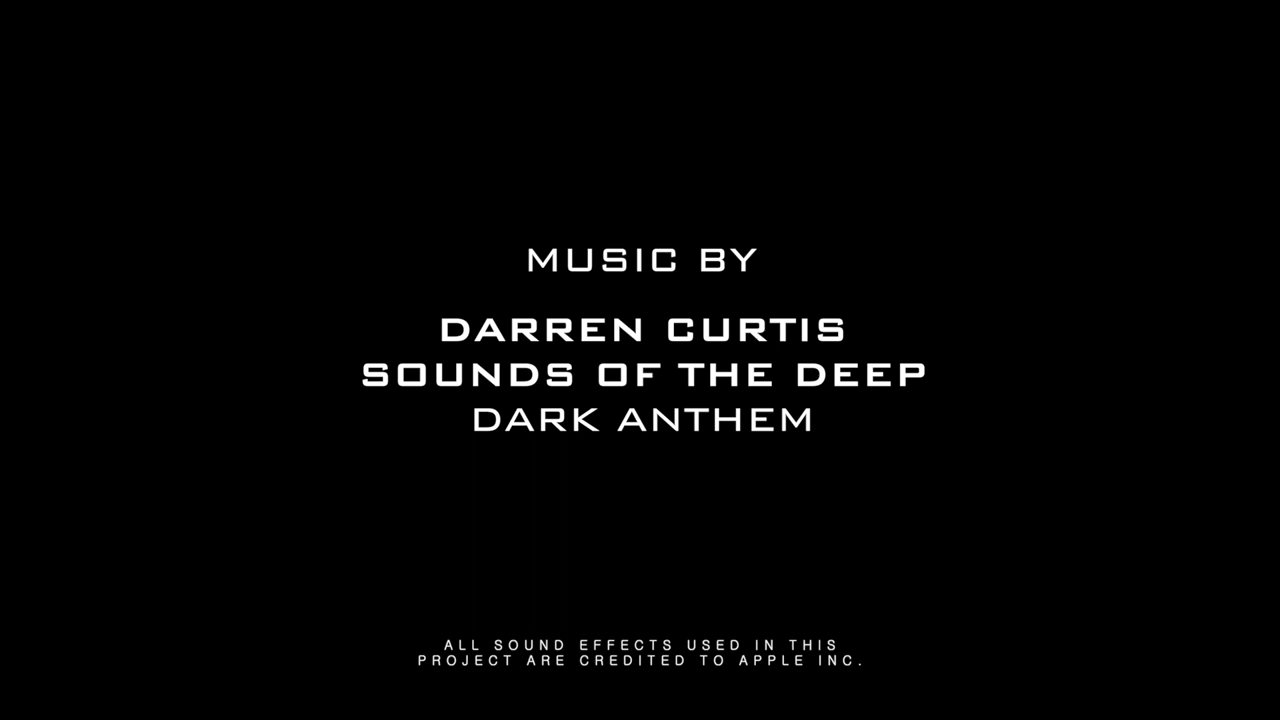 MUSIC BY
DARREN CURTIS
SOUNDS OF THE DEEP
DARK ANTHEM
ALL SOUND EFFECTS USED IN THIS
PROJECT ARE CREDITED TO APPLE INC.